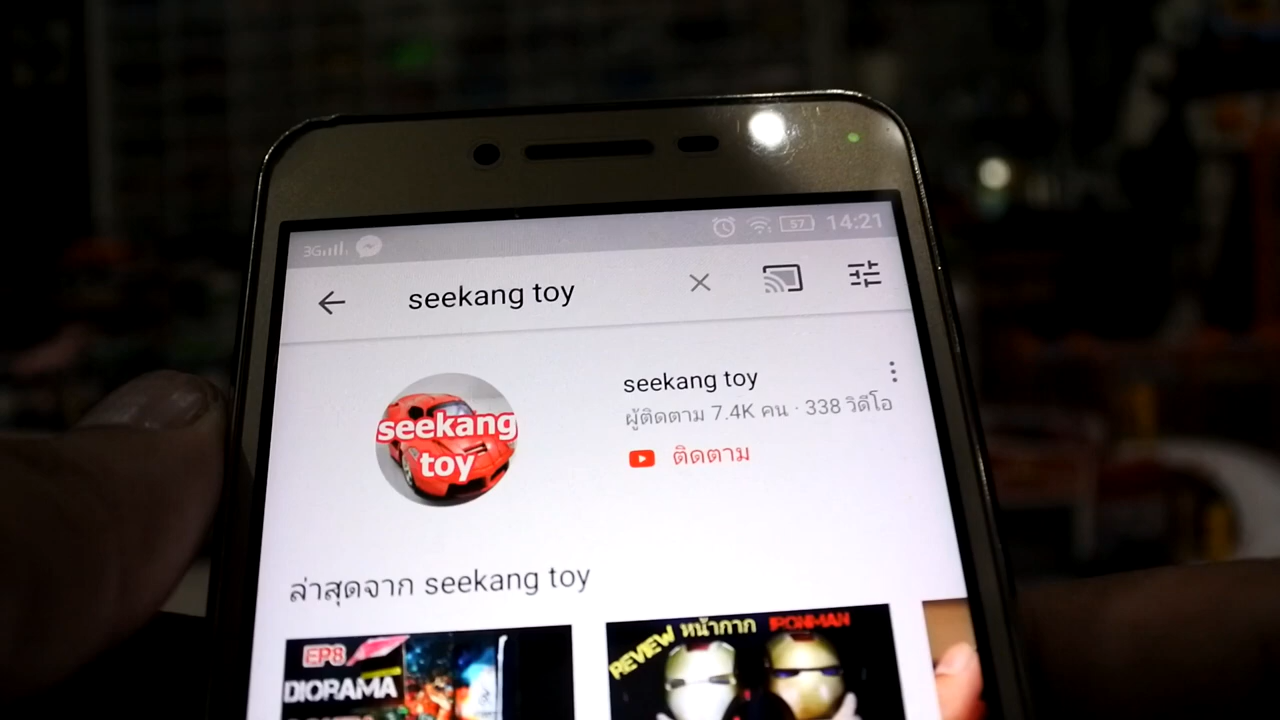 3G 57 14:21
seekang toy
seekang toy
ผู้ติดตาม 7.4K คน · 338 วิดีโอ
ติดตาม
seekang
toy
ล่าสุดจาก seekang toy
EP8
DIORAMA
REVIEW หน้ากาก IRONMAN